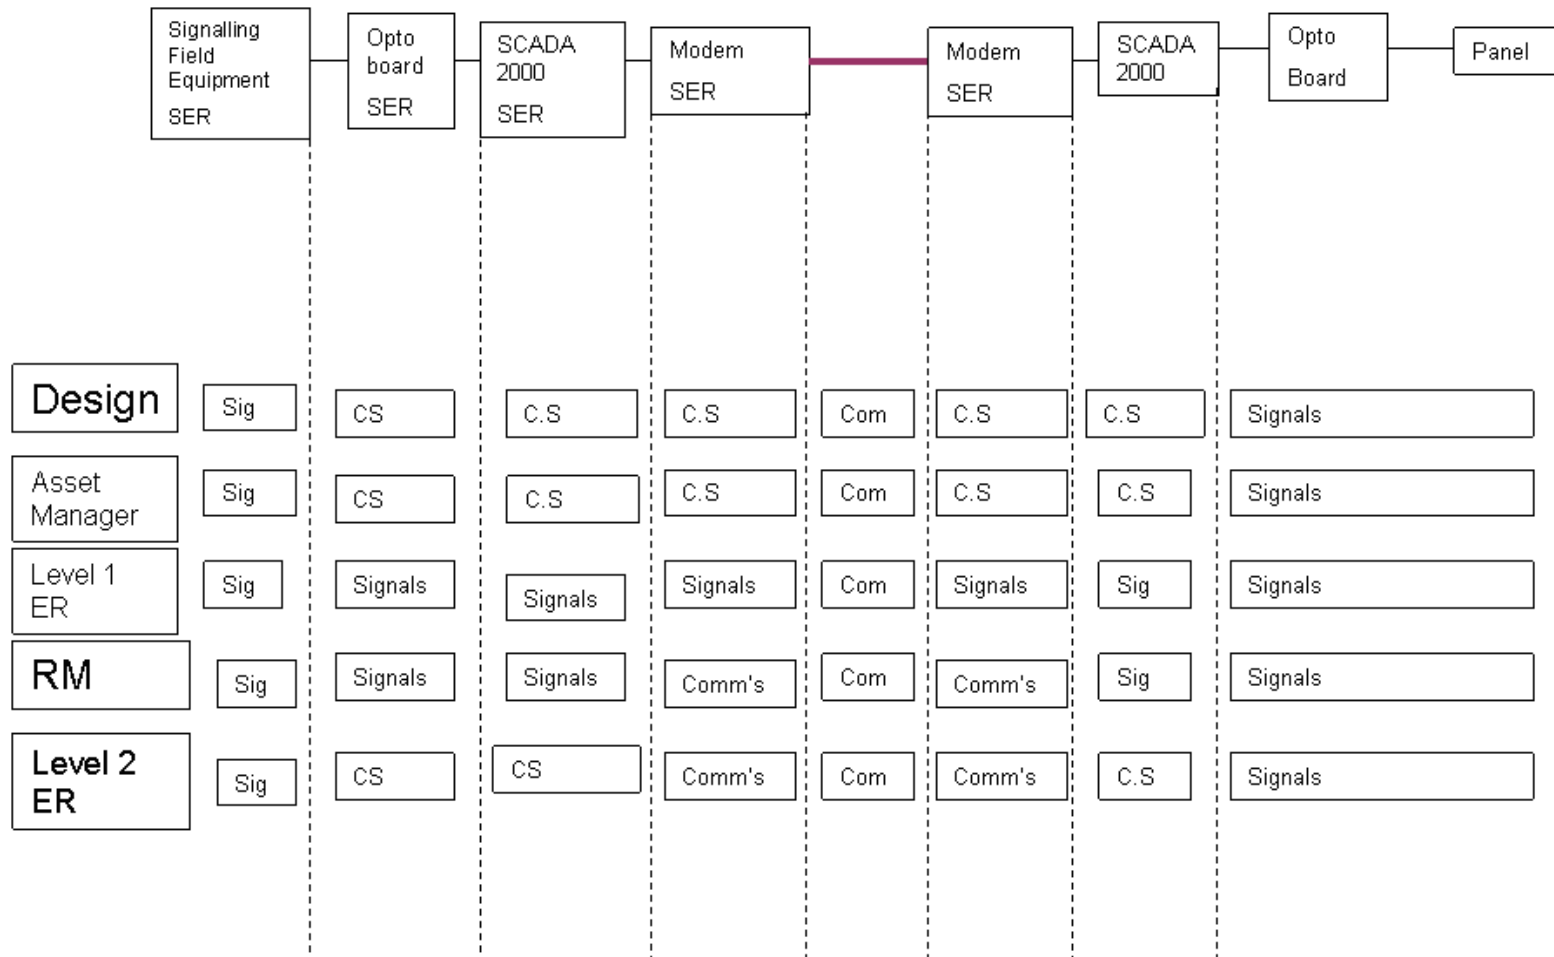 Signalling
Field
Equipment
SER
Opto
board
SER
SCADA
2000
SER
Modem
SER
Modem
SER
SCADA
2000
Opto
Board
Panel
Design
Sig
CS
C.S
C.S
Com
C.S
C.S
Signals
Asset
Manager
Sig
CS
C.S
C.S
Com
C.S
C.S
Signals
Level 1
ER
Sig
Signals
Signals
Signals
Com
Signals
Sig
Signals
RM
Sig
Signals
Signals
Comm's
Com
Comm's
Sig
Signals
Level 2
ER
Sig
CS
CS
Comm's
Com
Comm's
C.S
Signals